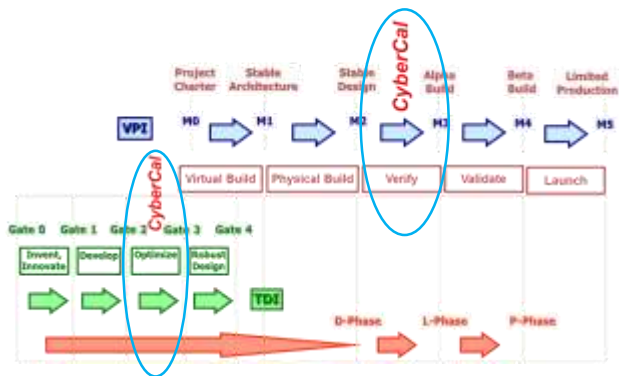 CyberCal
Project Charter
Stable Architecture
Stable Design
Alpha Build
Beta Build
Limited Production
VPI
M0
M1
M2
M3
M4
M5
CyberCal
Virtual Build
Physical Build
Verify
Validate
Launch
Gate 0
Gate 1
Gate 2
Gate 3
Gate 4
Invent, Innovate
Develop
Optimize
Robust Design
TDI
D-Phase
L-Phase
P-Phase